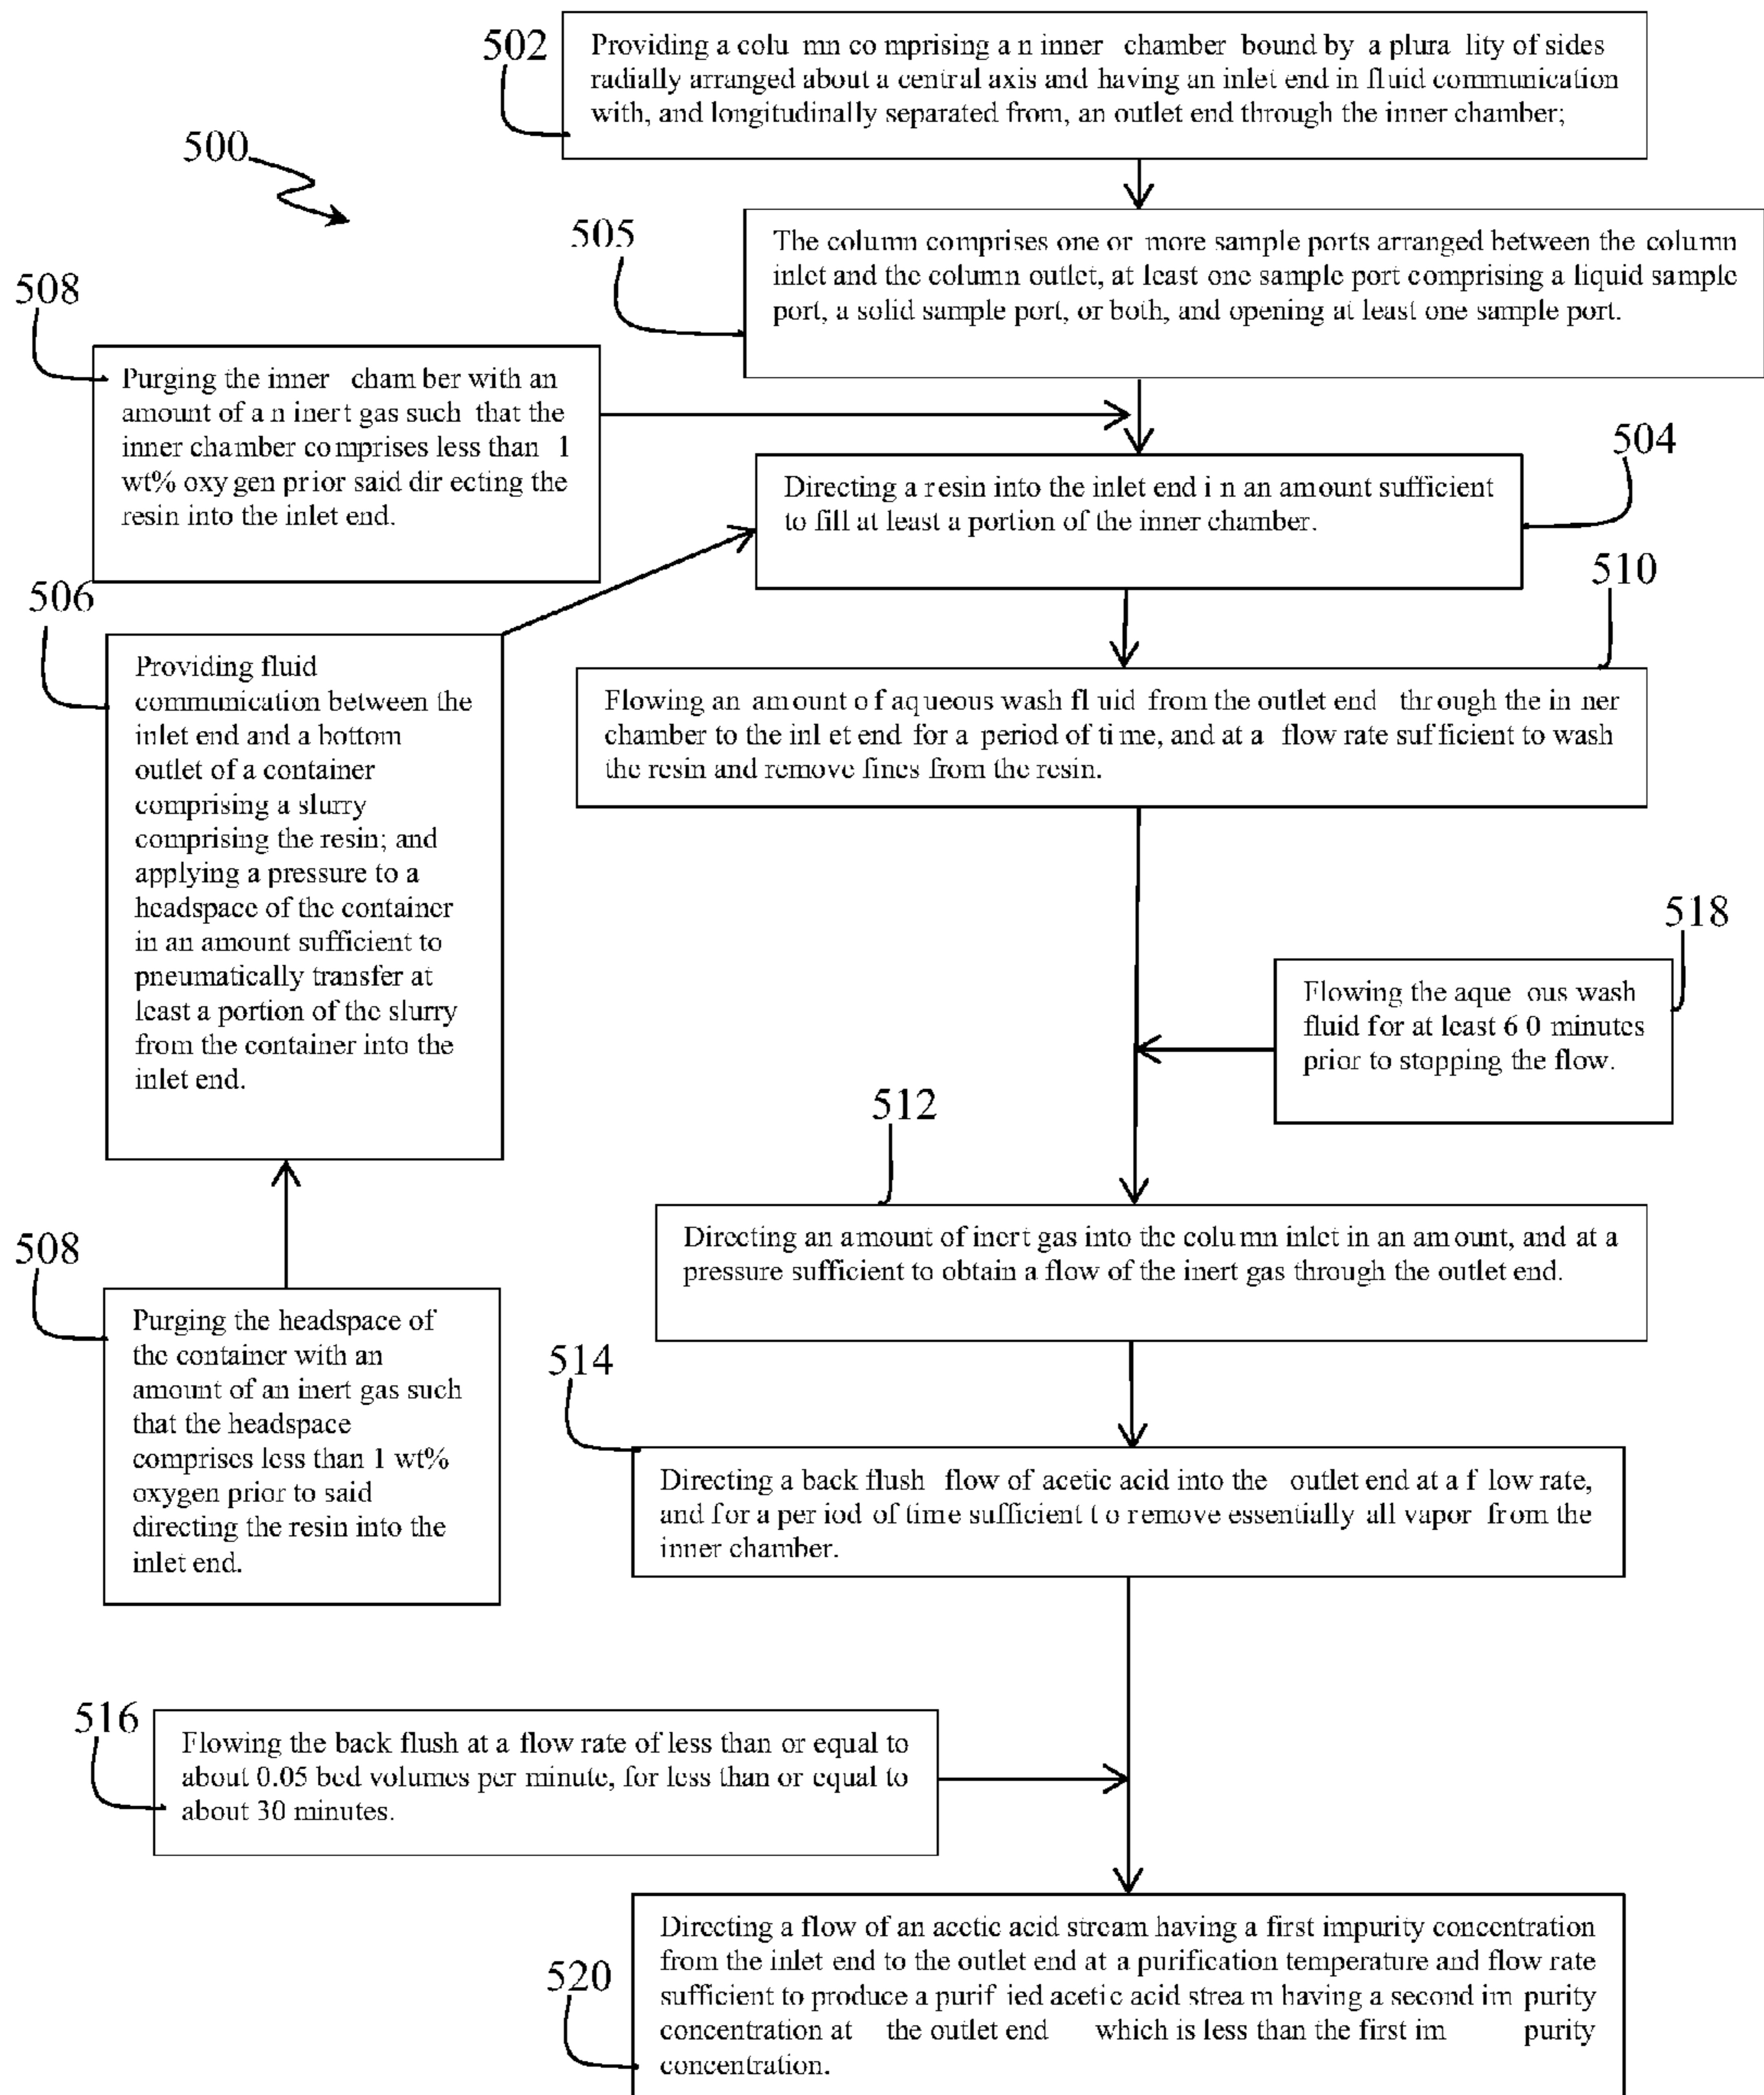 502
Providing a colu mn co mprising a n inner chamber bound by a plura lity of sides
radially arranged about a central axis and having an inlet end in fluid communication
with, and longitudinally separated from, an outlet end through the inner chamber;
500
505
The column comprises one or more sample ports arranged between the column
inlet and the column outlet, at least one sample port comprising a liquid sample
port, a solid sample port, or both, and opening at least one sample port.
508
Purging the inner cham ber with an
amount of a n inert gas such that the
inner chamber co mprises less than 1
wt% oxy gen prior said dir ecting the
resin into the inlet end.
504
Directing a resin into the inlet end i n an amount sufficient
to fill at least a portion of the inner chamber.
506
Providing fluid
communication between the
inlet end and a bottom
outlet of a container
comprising a slurry
comprising the resin; and
applying a pressure to a
headspace of the container
in an amount sufficient to
pneumatically transfer at
least a portion of the slurry
from the container into the
inlet end.
510
Flowing an am ount o f aq ueous wash fl uid from the outlet end thr ough the in ner
chamber to the inl et end for a period of ti me, and at a flow rate suf ficient to wash
the resin and remove fines from the resin.
518
Flowing the aque ous wash
fluid for at least 6 0 minutes
prior to stopping the flow.
512
Directing an amount of inert gas into the colu mn inlet in an am ount, and at a
pressure sufficient to obtain a flow of the inert gas through the outlet end.
508
Purging the headspace of
the container with an
amount of an inert gas such
that the headspace
comprises less than 1 wt%
oxygen prior to said
directing the resin into the
inlet end.
514
Directing a back flush flow of acetic acid into the outlet end at a f low rate,
and for a per iod of time sufficient t o remove essentially all vapor from the
inner chamber.
516
Flowing the back flush at a flow rate of less than or equal to
about 0.05 bed volumes per minute, for less than or equal to
about 30 minutes.
520
Directing a flow of an acetic acid stream having a first impurity concentration
from the inlet end to the outlet end at a purification temperature and flow rate
sufficient to produce a purif ied acetic acid strea m having a second im purity
concentration at the outlet end which is less than the first im purity
concentration.